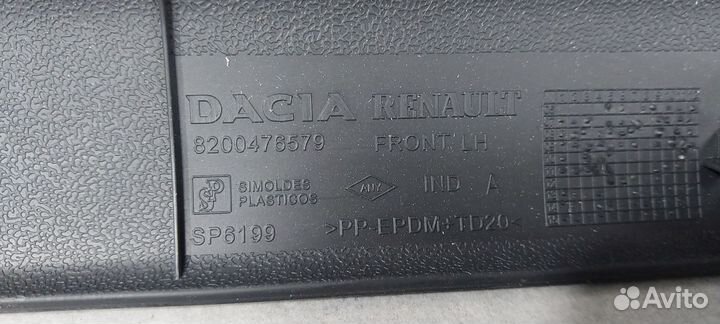 DACIA RENAULT
8200476579 FRONT LH
SIMOLDES
PLASTICOS
IND A
SP6199 >PP-EPDM+TD20<
Avito